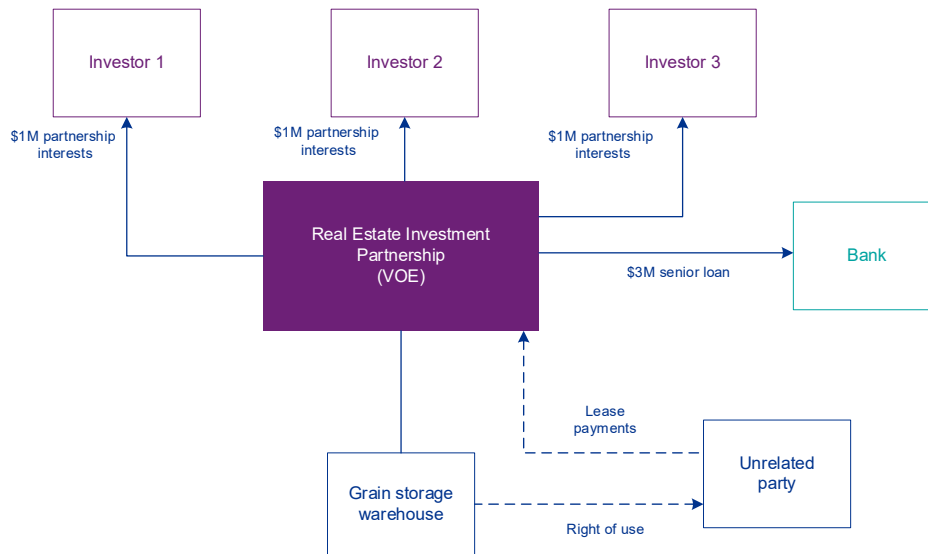 Investor 1
Investor 2
Investor 3
$1M partnership
interests
$1M partnership
interests
$1M partnership
interests
Real Estate Investment
Partnership
(VOE)
Bank
$3M senior loan
Lease
payments
Unrelated
party
Grain storage
warehouse
Right of use